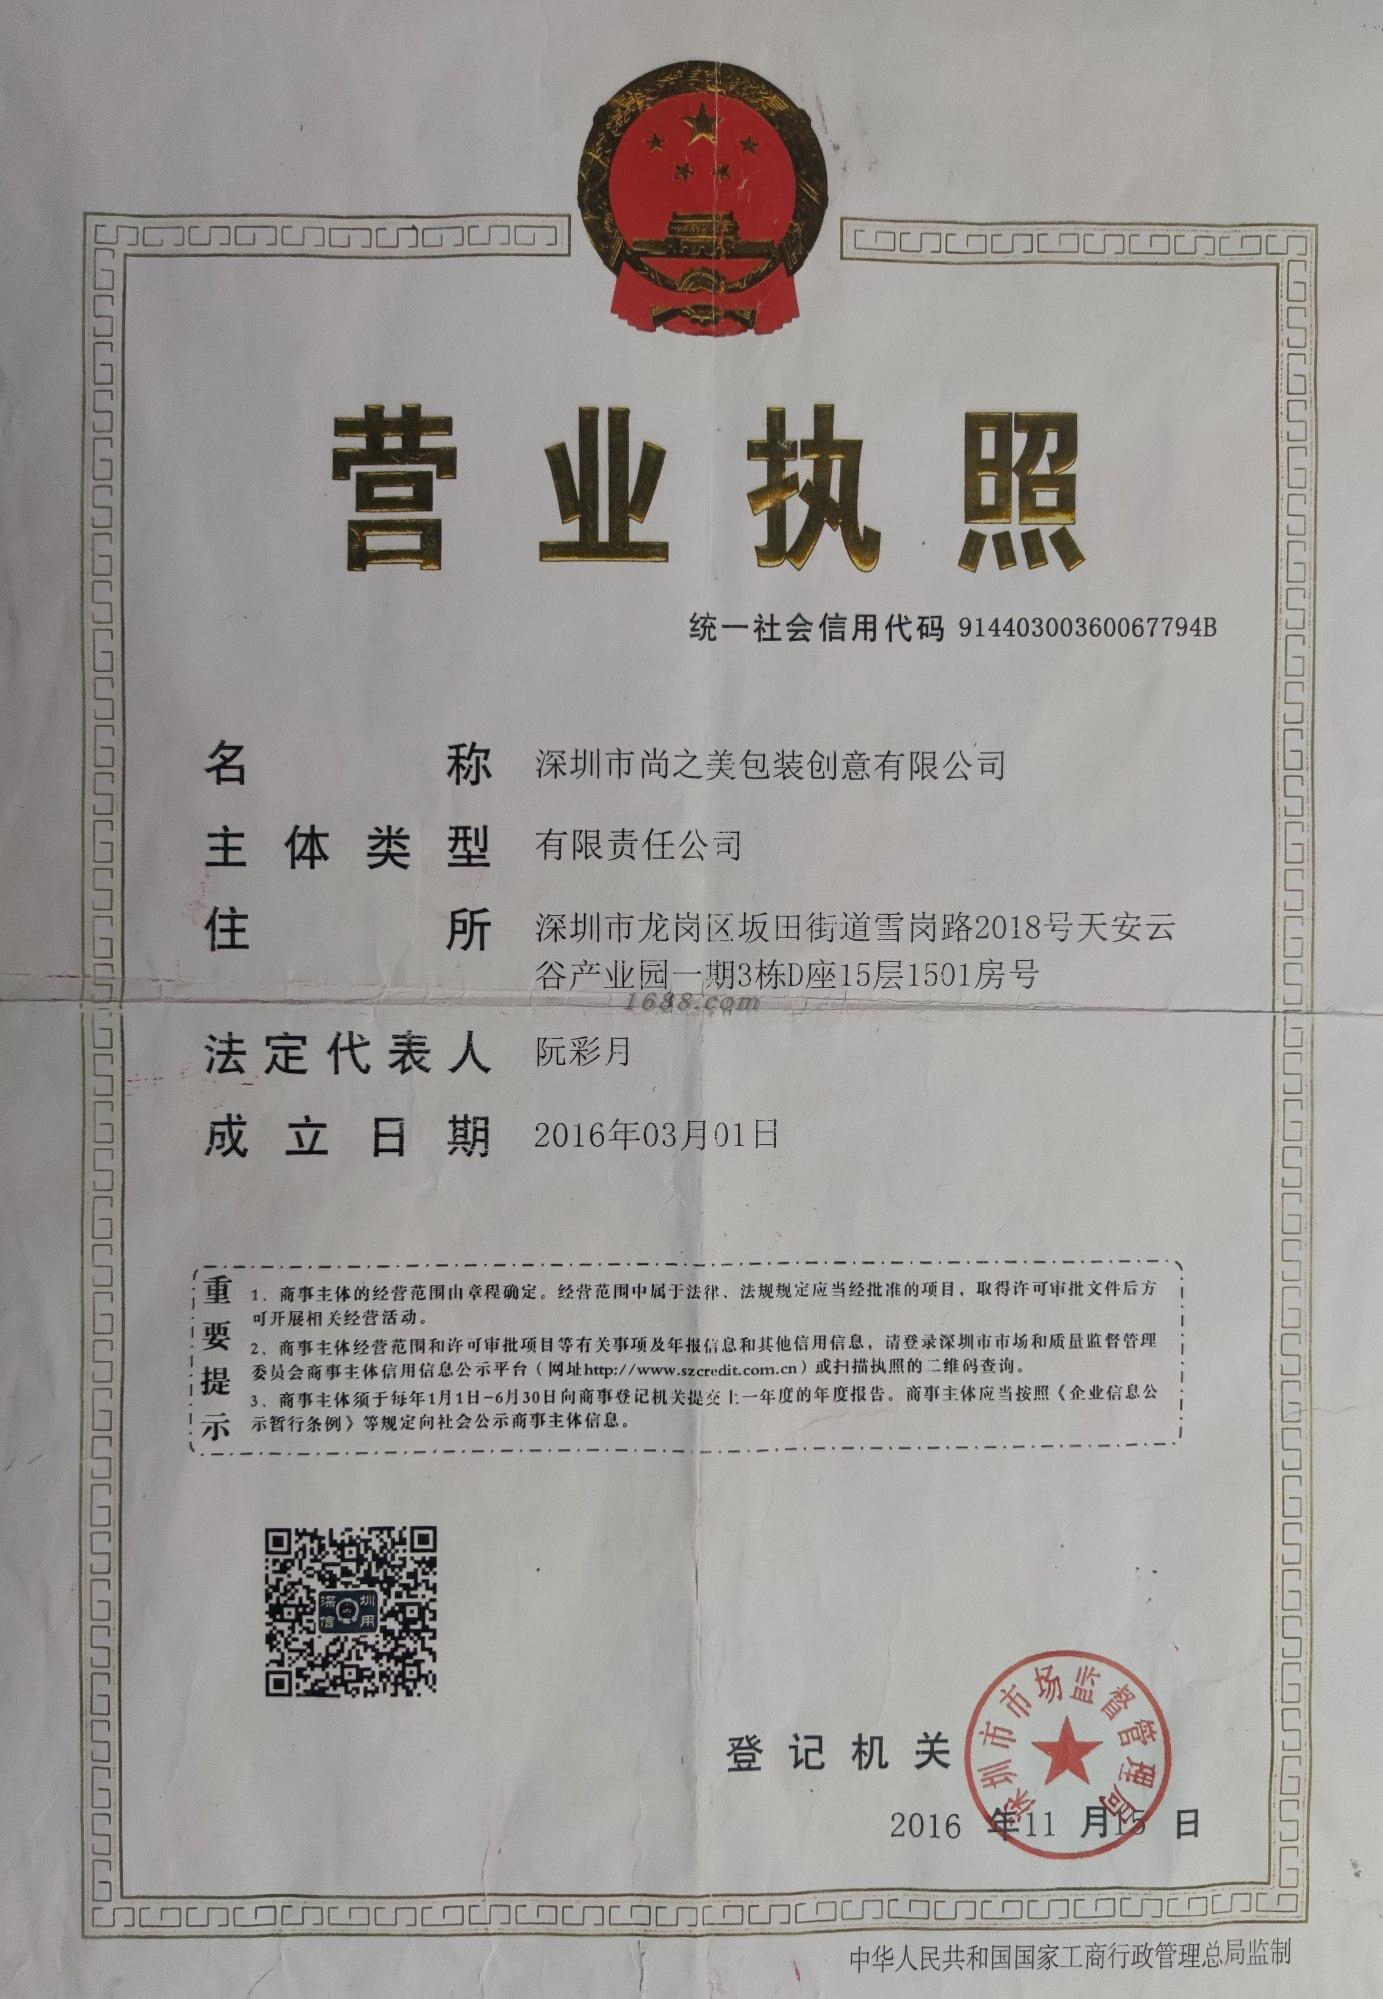 营业执照
统一社会信用代码 91440300360067794B
名称 深圳市尚之美包装创意有限公司
主体类型 有限责任公司
住所 深圳市龙岗区坂田街道雪岗路2018号天安云
谷产业园一期3栋D座15层1501房号
1688.com
法定代表人 阮彩月
成立日期 2016年03月01日
重要提示
1、商事主体的经营范围由章程确定。经营范围中属于法律、法规规定应当经批准的项目，取得许可审批文件后方
可开展相关经营活动。
2、商事主体经营范围和许可审批项目等有关事项及年报信息和其他信用信息，请登录深圳市市场和质量监督管理
委员会商事主体信用信息公示平台（网址http://www.szcredit.com.cn）或扫描执照的二维码查询。
3、商事主体须于每年1月1日-6月30日向商事登记机关提交上一年度的年度报告。商事主体应当按照《企业信息公
示暂行条例》等规定向社会公示商事主体信息。
深圳
信用
登记机关
深圳市市场监督管理局
2016 年11 月15 日
中华人民共和国国家工商行政管理总局监制